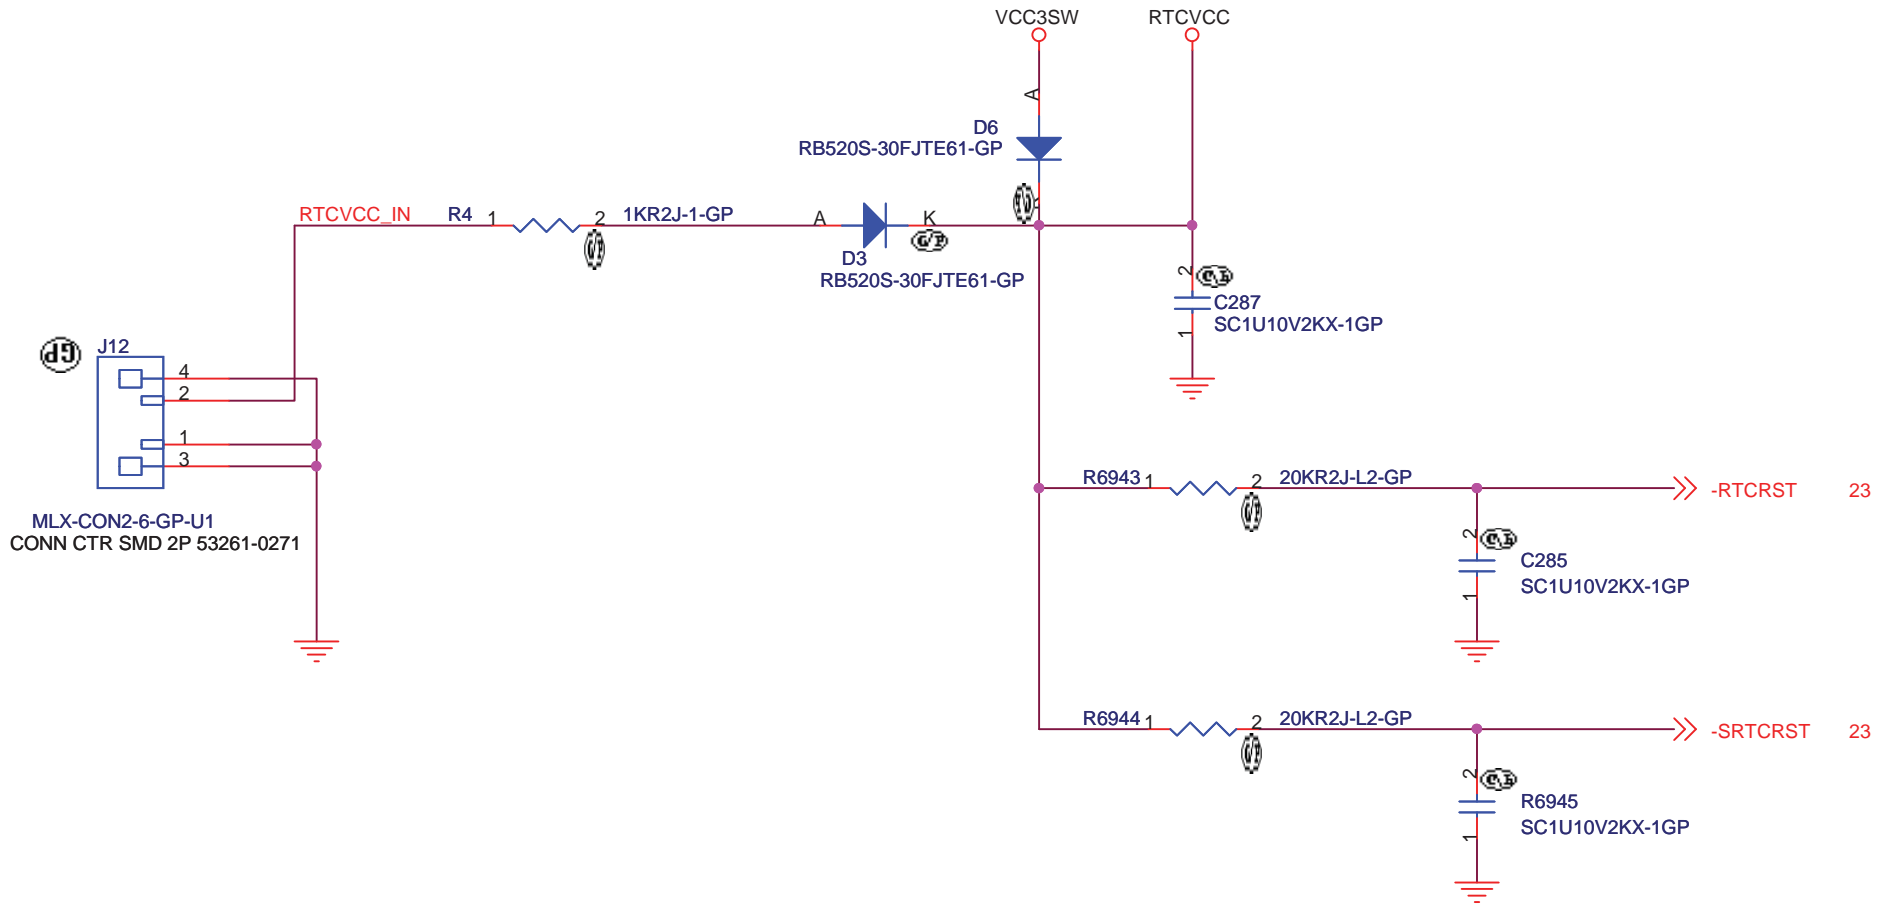 VCC3SW
RTCVCC
A
D6
RB520S-30FJTE61-GP
RTCVCC_IN
R4
1
2
1KR2J-1-GP
A
K
G/P
D3
RB520S-30FJTE61-GP
2
C287
SC1U10V2KX-1GP
1
GP
J12
4
2
1
3
MLX-CON2-6-GP-U1
CONN CTR SMD 2P 53261-0271
R6943
1
2
20KR2J-L2-GP
-RTCRST
23
2
C285
SC1U10V2KX-1GP
1
R6944
1
2
20KR2J-L2-GP
-SRTCRST
23
2
R6945
SC1U10V2KX-1GP
1